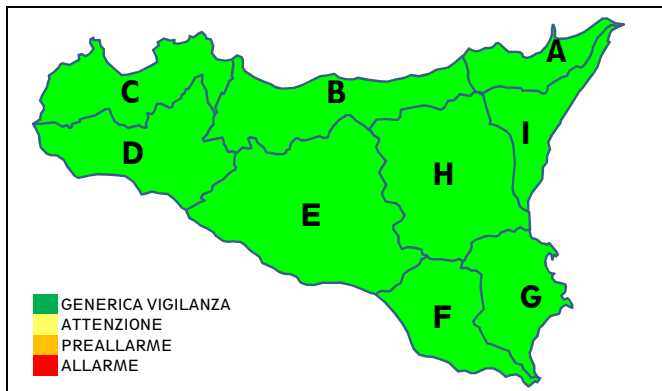 A
B
C
I
D
H
E
G
F
GENERICA VIGILANZA
ATTENZIONE
PREALLARME
ALLARME